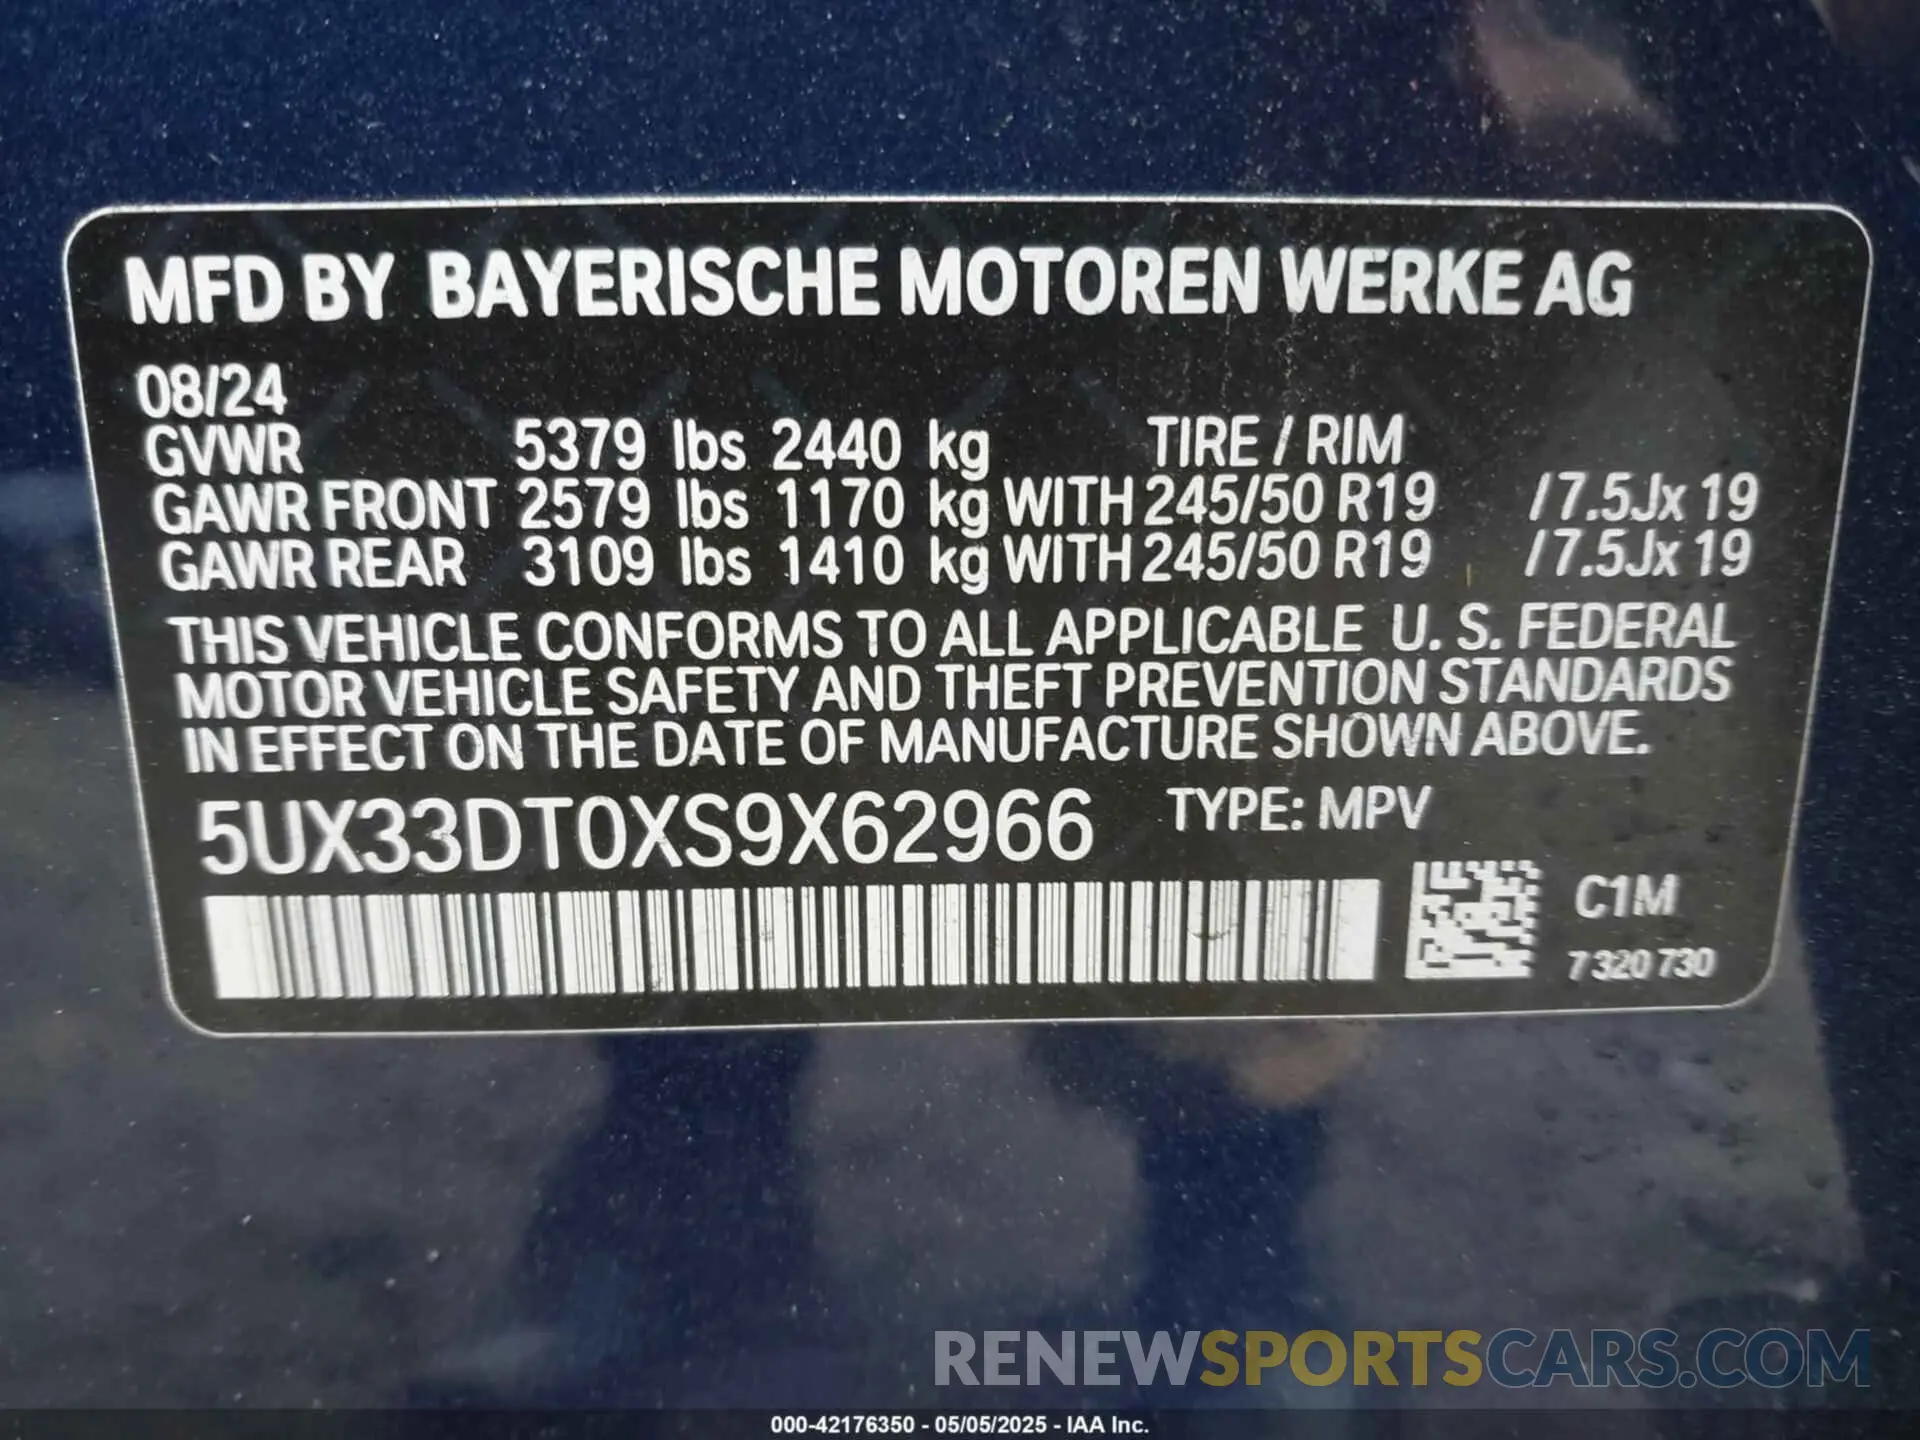 MFD BY BAYERISCHE MOTOREN WERKE AG
08/24
GVWR 5379 lbs 2440 kg TIRE / RIM
GAWR FRONT 2579 lbs 1170 kg WITH 245/50 R19 /7.5Jx 19
GAWR REAR 3109 lbs 1410 kg WITH 245/50 R19 /7.5Jx 19
THIS VEHICLE CONFORMS TO ALL APPLICABLE U. S. FEDERAL
MOTOR VEHICLE SAFETY AND THEFT PREVENTION STANDARDS
IN EFFECT ON THE DATE OF MANUFACTURE SHOWN ABOVE.
5UX33DT0XS9X62966 TYPE: MPV
C1M
7 320 730
RENEWSPORTSCARS.COM
000-42176350 - 05/05/2025 - IAA Inc.